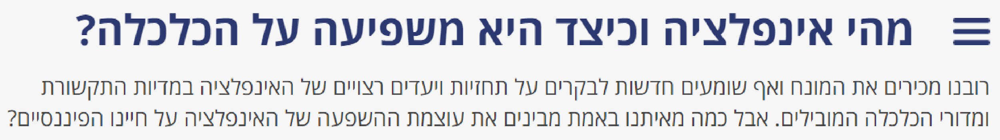 מהי אינפלציה וכיצד היא משפיעה על הכלכלה?
רובנו מכירים את המונח ואף שומעים חדשות לבקרים על תחזיות ויעדים רצויים של האינפלציה במדיות התקשורת
ומדורי הכלכלה המובילים. אבל כמה מאיתנו באמת מבינים את עוצמת ההשפעה של האינפלציה על חיינו הפיננסיים?